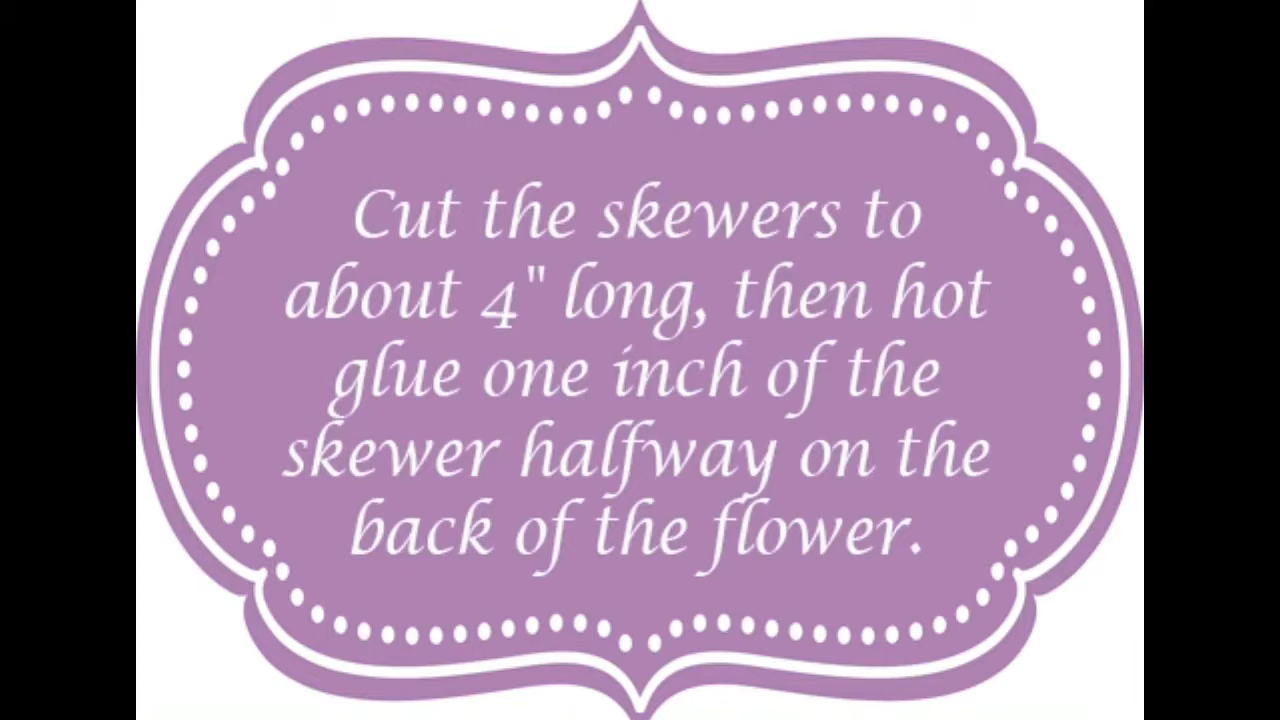 Cut the skewers to
about 4" long, then hot
glue one inch of the
skewer halfway on the
back of the flower.